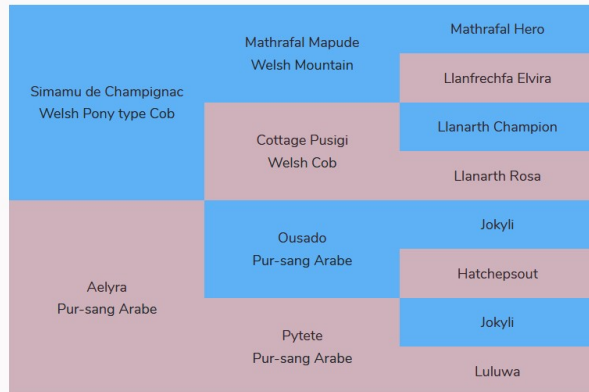 Simamu de Champignac
Welsh Pony type Cob
Mathrafal Mapude
Welsh Mountain
Mathrafal Hero
Llanfrechfa Elvira
Cottage Pusigi
Welsh Cob
Llanarth Champion
Llanarth Rosa
Aelyra
Pur-sang Arabe
Ousado
Pur-sang Arabe
Jokyli
Hatchepsout
Pytete
Pur-sang Arabe
Jokyli
Luluwa